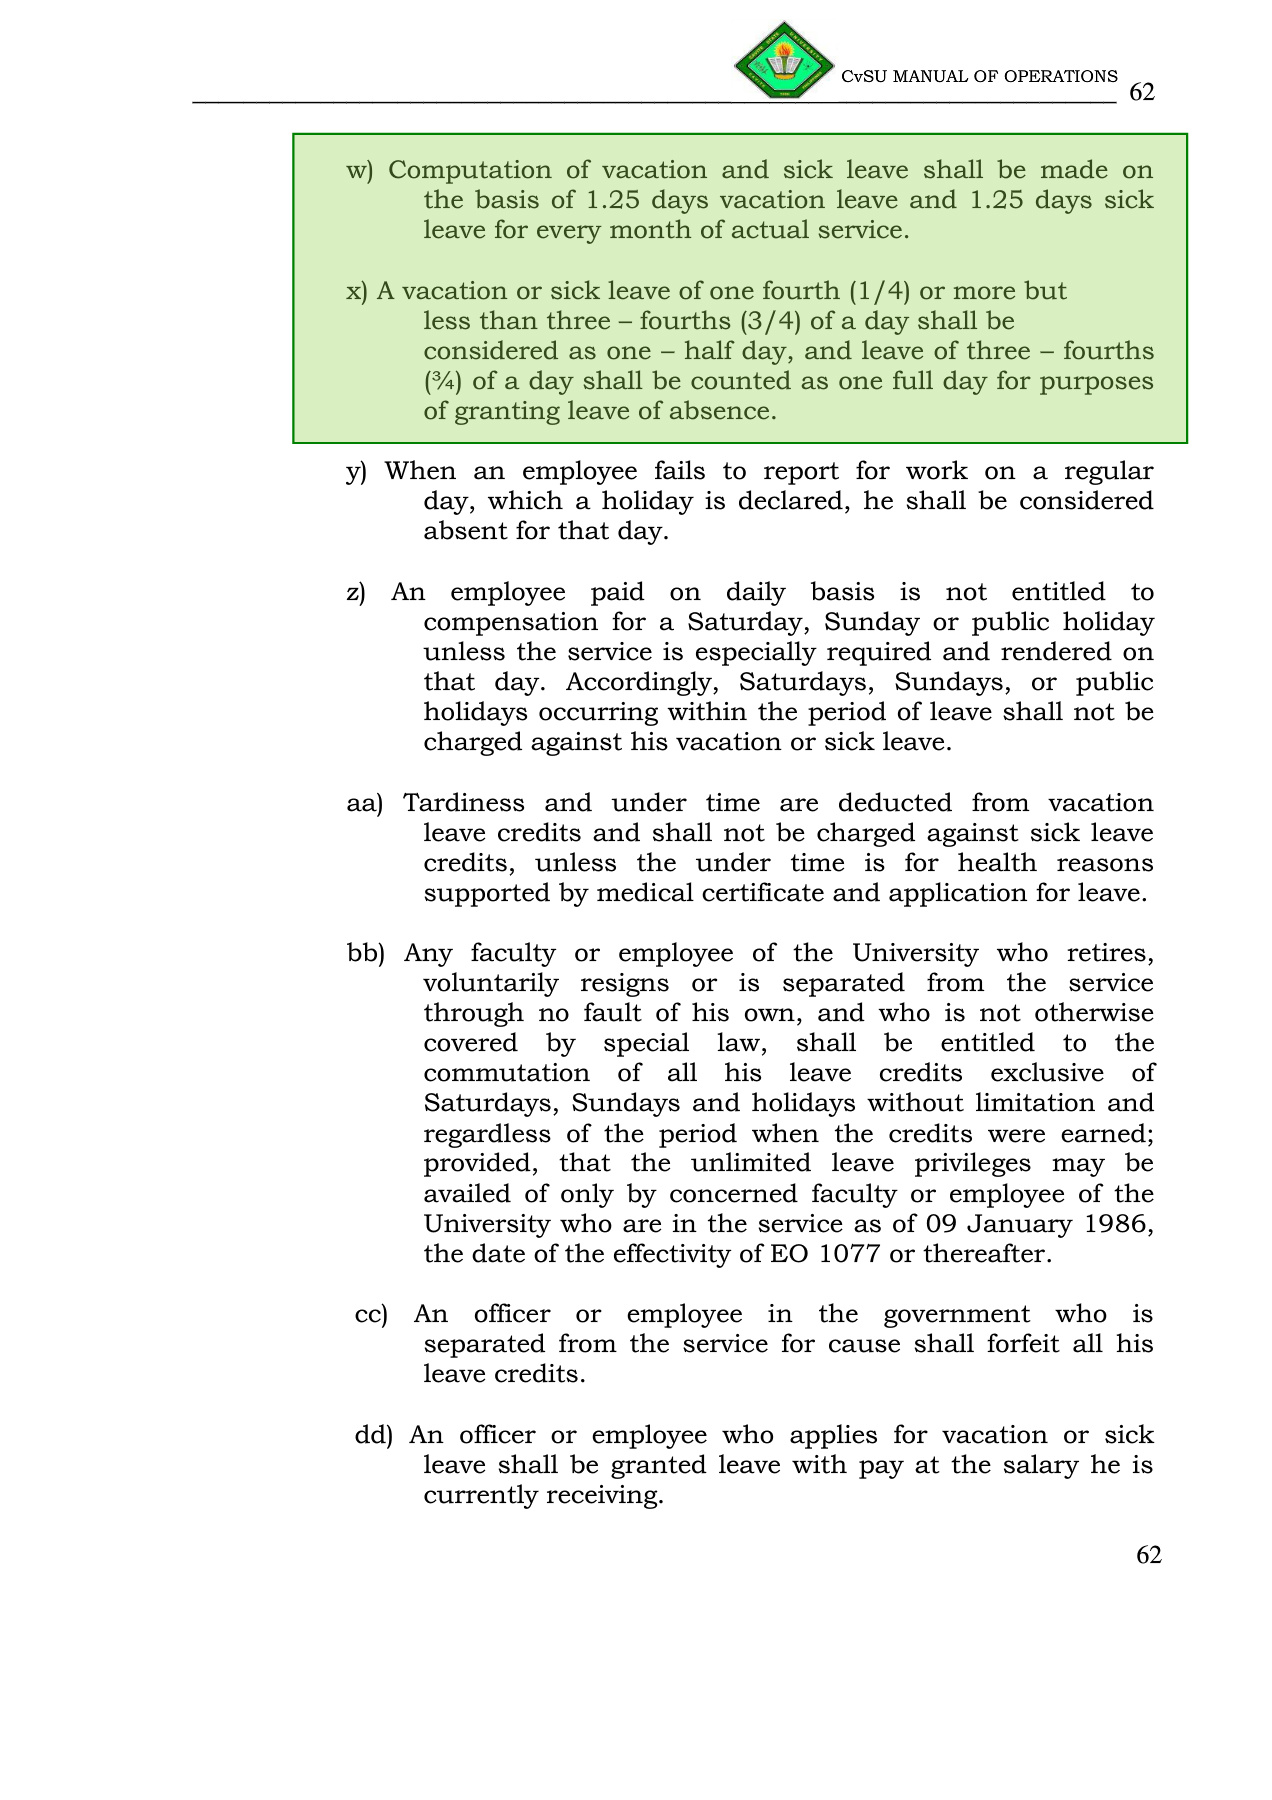 CvSU MANUAL OF OPERATIONS
62
w) Computation of vacation and sick leave shall be made on
the basis of 1.25 days vacation leave and 1.25 days sick
leave for every month of actual service.
x) A vacation or sick leave of one fourth (1/4) or more but
less than three – fourths (3/4) of a day shall be
considered as one – half day, and leave of three – fourths
(¾) of a day shall be counted as one full day for purposes
of granting leave of absence.
y) When an employee fails to report for work on a regular
day, which a holiday is declared, he shall be considered
absent for that day.
z) An employee paid on daily basis is not entitled to
compensation for a Saturday, Sunday or public holiday
unless the service is especially required and rendered on
that day. Accordingly, Saturdays, Sundays, or public
holidays occurring within the period of leave shall not be
charged against his vacation or sick leave.
aa) Tardiness and under time are deducted from vacation
leave credits and shall not be charged against sick leave
credits, unless the under time is for health reasons
supported by medical certificate and application for leave.
bb) Any faculty or employee of the University who retires,
voluntarily resigns or is separated from the service
through no fault of his own, and who is not otherwise
covered by special law, shall be entitled to the
commutation of all his leave credits exclusive of
Saturdays, Sundays and holidays without limitation and
regardless of the period when the credits were earned;
provided, that the unlimited leave privileges may be
availed of only by concerned faculty or employee of the
University who are in the service as of 09 January 1986,
the date of the effectivity of EO 1077 or thereafter.
cc) An officer or employee in the government who is
separated from the service for cause shall forfeit all his
leave credits.
dd) An officer or employee who applies for vacation or sick
leave shall be granted leave with pay at the salary he is
currently receiving.
62